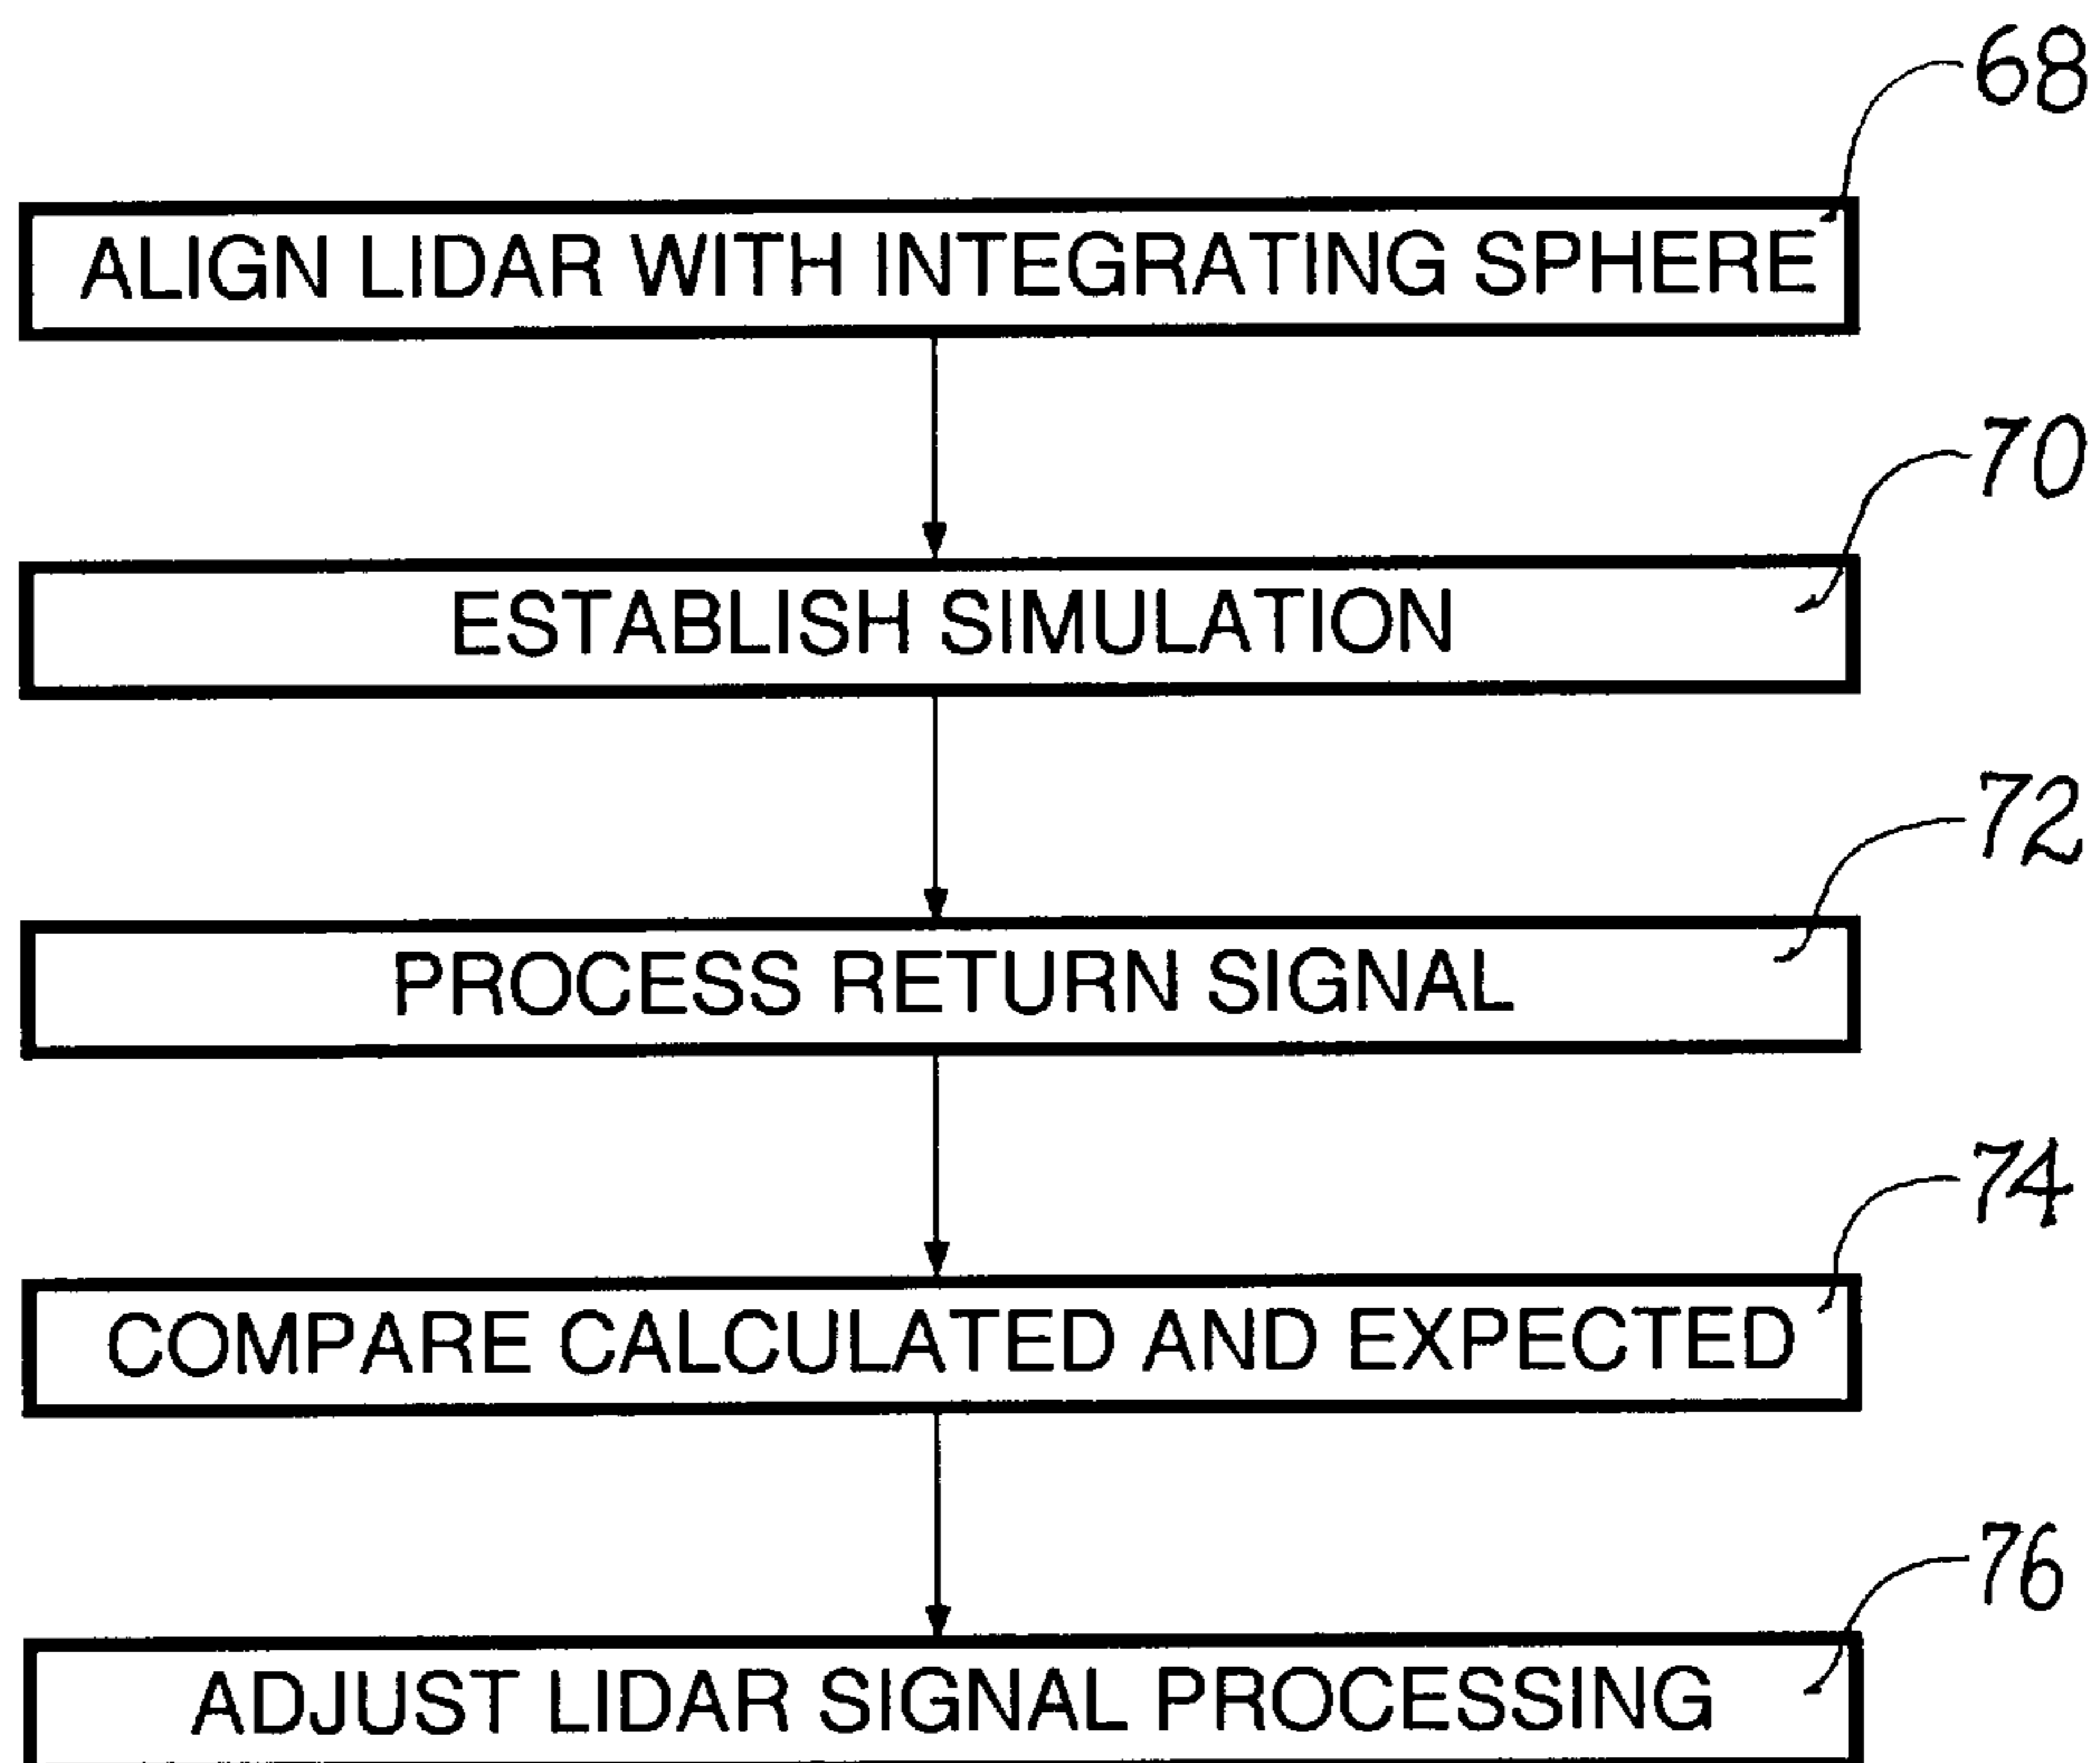 68
ALIGN LIDAR WITH INTEGRATING SPHERE
70
ESTABLISH SIMULATION
72
PROCESS RETURN SIGNAL
74
COMPARE CALCULATED AND EXPECTED
76
ADJUST LIDAR SIGNAL PROCESSING